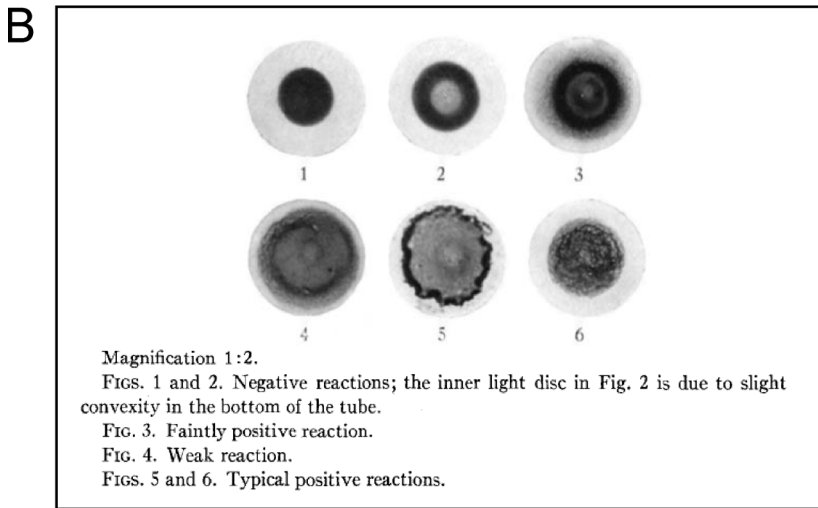 B
1 2 3
4 5 6
Magnification 1:2.
FIGS. 1 and 2. Negative reactions; the inner light disc in Fig. 2 is due to slight
convexity in the bottom of the tube.
FIG. 3. Faintly positive reaction.
FIG. 4. Weak reaction.
FIGS. 5 and 6. Typical positive reactions.